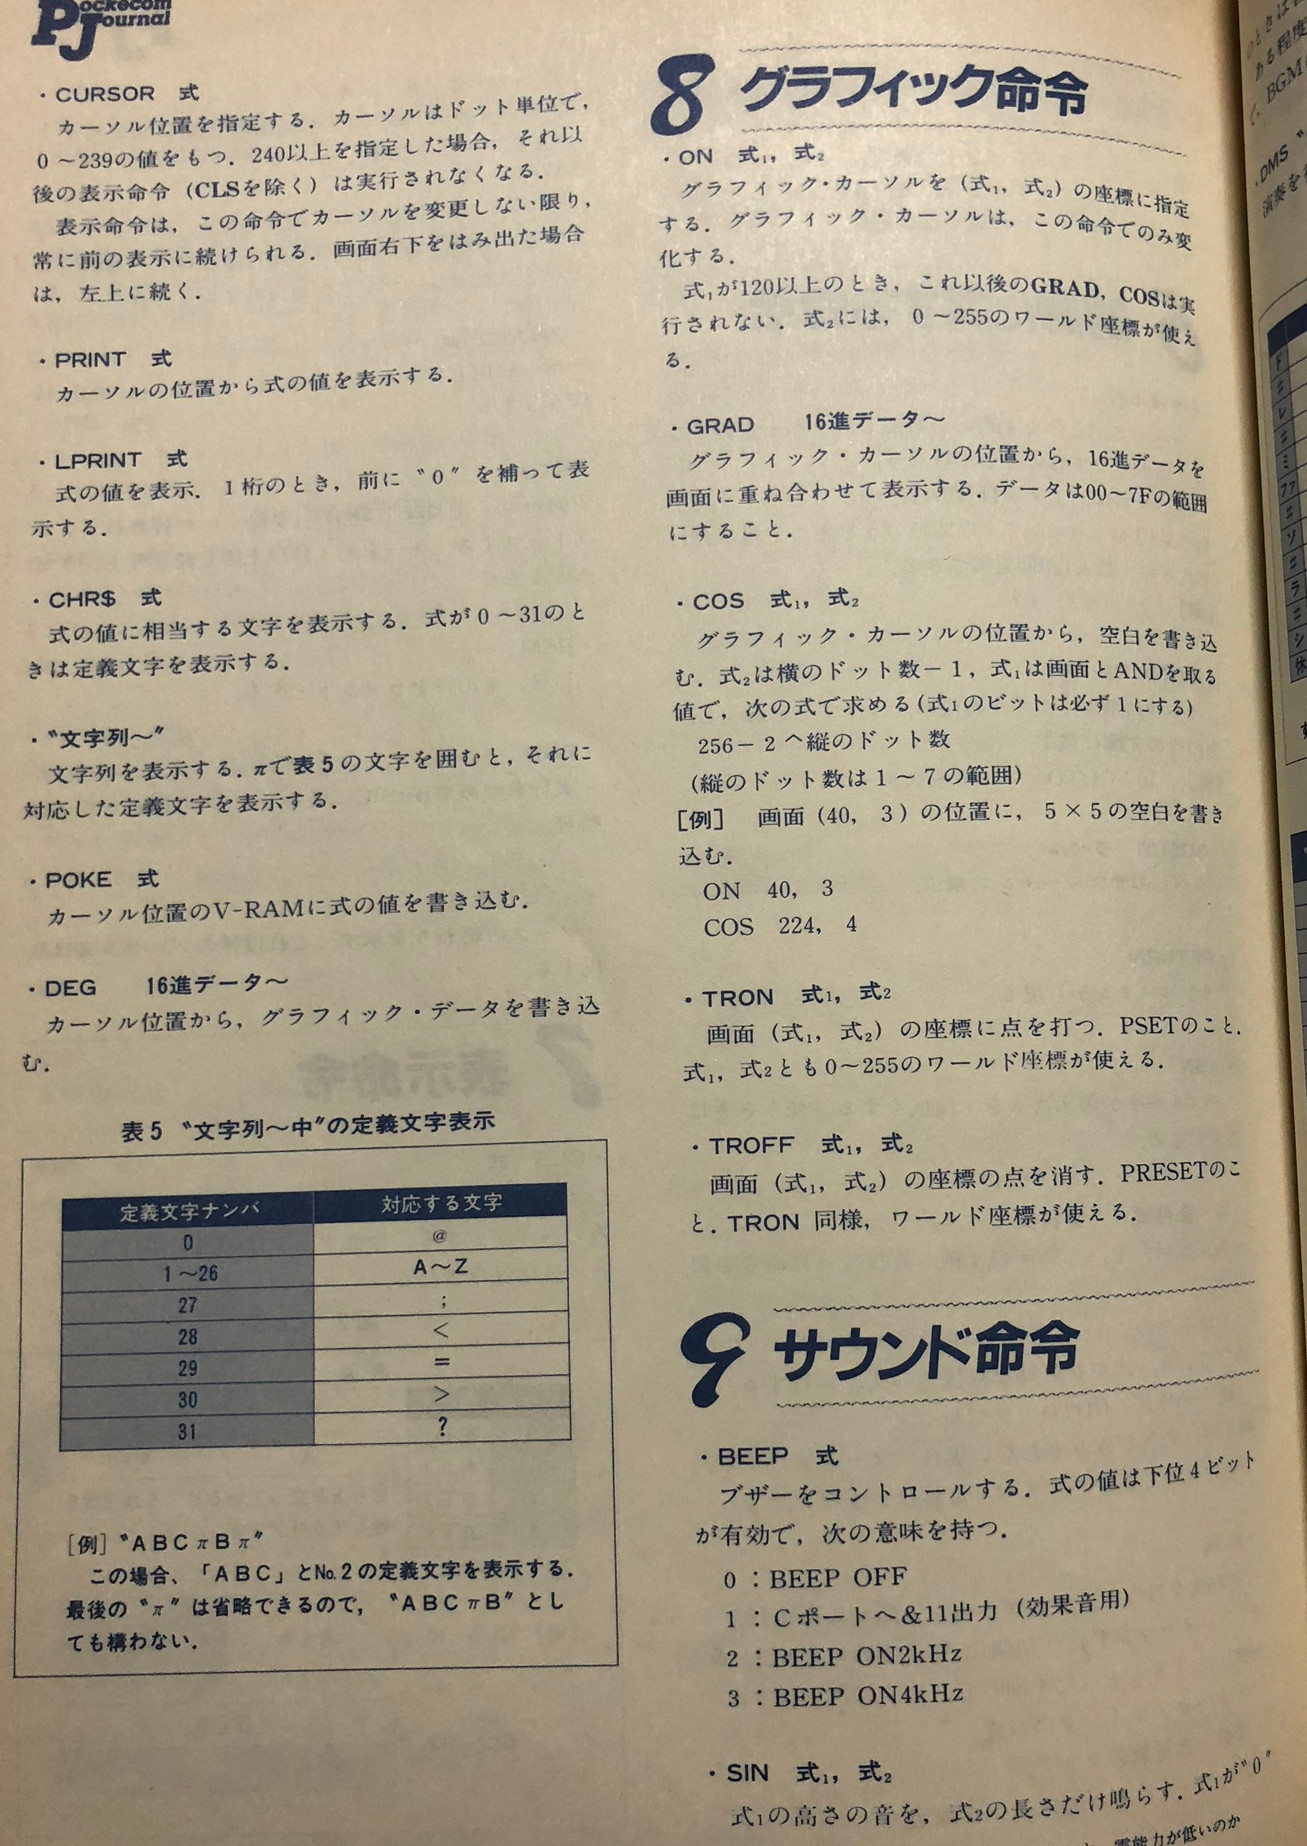 Pockecom
Journal
・CURSOR 式
カーソル位置を指定する．カーソルはドット単位で，
0～239の値をもつ．240以上を指定した場合，それ以
後の表示命令（CLSを除く）は実行されなくなる．
表示命令は，この命令でカーソルを変更しない限り，
常に前の表示に続けられる．画面右下をはみ出た場合
は，左上に続く．
・PRINT 式
カーソルの位置から式の値を表示する．
・LPRINT 式
式の値を表示．1桁のとき，前に〝0〞を補って表
示する．
・CHR$ 式
式の値に相当する文字を表示する．式が0～31のと
きは定義文字を表示する．
・〝文字列～〞
文字列を表示する．πで表5の文字を囲むと，それに
対応した定義文字を表示する．
・POKE 式
カーソル位置のV-RAMに式の値を書き込む．
・DEG 16進データ～
カーソル位置から，グラフィック・データを書き込
む．
表5 〝文字列～中〞の定義文字表示
定義文字ナンバ 対応する文字
0 @
1～26 A～Z
27 ;
28 <
29 =
30 >
31 ?
［例］〝ABCπBπ〞
この場合、「ABC」とNo.2の定義文字を表示する．
最後の〝π〞は省略できるので，〝ABCπB〞とし
ても構わない．
8 グラフィック命令
・ON 式₁，式₂
グラフィック・カーソルを（式₁，式₂）の座標に指定
する．グラフィック・カーソルは，この命令でのみ変
化する．
式₁が120以上のとき，これ以後のGRAD，COSは実
行されない．式₂には，0～255のワールド座標が使え
る．
・GRAD 16進データ～
グラフィック・カーソルの位置から，16進データを
画面に重ね合わせて表示する．データは00～7Fの範囲
にすること．
・COS 式₁，式₂
グラフィック・カーソルの位置から，空白を書き込
む．式₂は横のドット数－1，式₁は画面とANDを取る
値で，次の式で求める（式₁のビットは必ず1にする）
256－2＾縦のドット数
（縦のドット数は1～7の範囲）
［例］ 画面（40，3）の位置に，5×5の空白を書き
込む．
ON 40，3
COS 224，4
・TRON 式₁，式₂
画面（式₁，式₂）の座標に点を打つ．PSETのこと．
式₁，式₂とも0～255のワールド座標が使える．
・TROFF 式₁，式₂
画面（式₁，式₂）の座標の点を消す．PRESETのこ
と．TRON 同様，ワールド座標が使える．
9 サウンド命令
・BEEP 式
ブザーをコントロールする．式の値は下位4ビット
が有効で，次の意味を持つ．
0：BEEP OFF
1：Cポートへ&11出力（効果音用）
2：BEEP ON2kHz
3：BEEP ON4kHz
・SIN 式₁，式₂
式₁の高さの音を，式₂の長さだけ鳴らす．式₁が〝0〞
ある程度
BGM
・DMS
ド
ニ
レ
ニ
ミ
ファ
ニ
ソ
ニ
ラ
ニ
シ
休